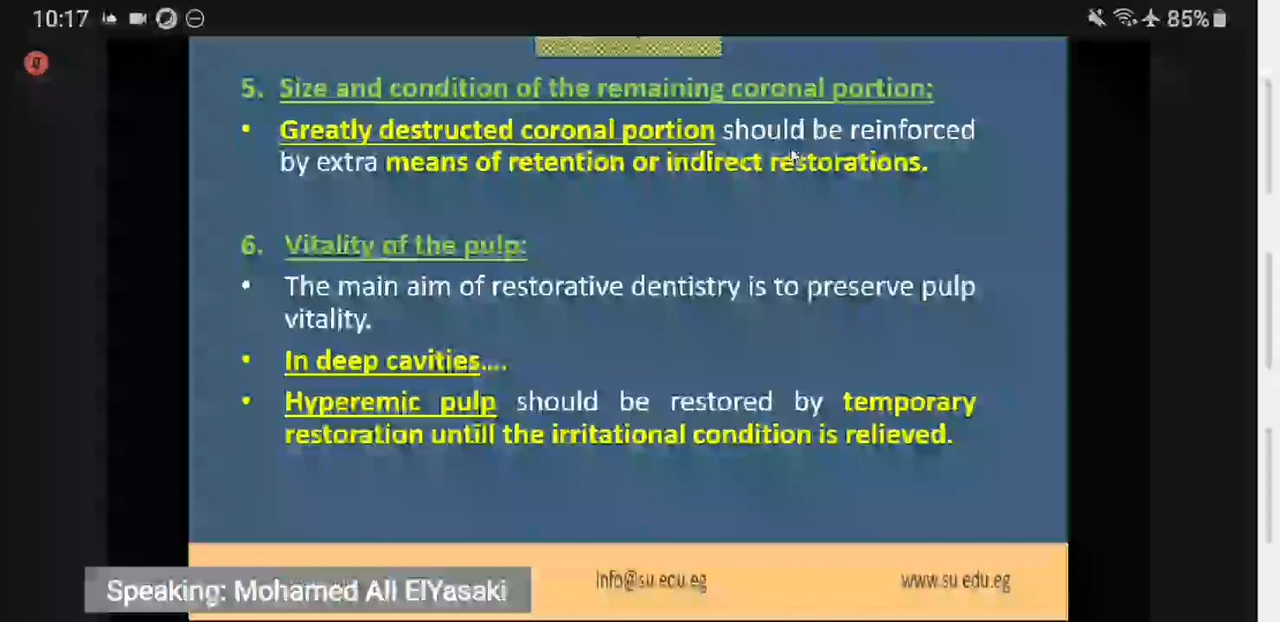 10:17
85%
5. Size and condition of the remaining coronal portion:
• Greatly destructed coronal portion should be reinforced
by extra means of retention or indirect restorations.
6. Vitality of the pulp:
• The main aim of restorative dentistry is to preserve pulp
vitality.
• In deep cavities....
• Hyperemic pulp should be restored by temporary
restoration untill the irritational condition is relieved.
Speaking: Mohamed Ali ElYasaki
Info@su.edu.eg
www.su.edu.eg